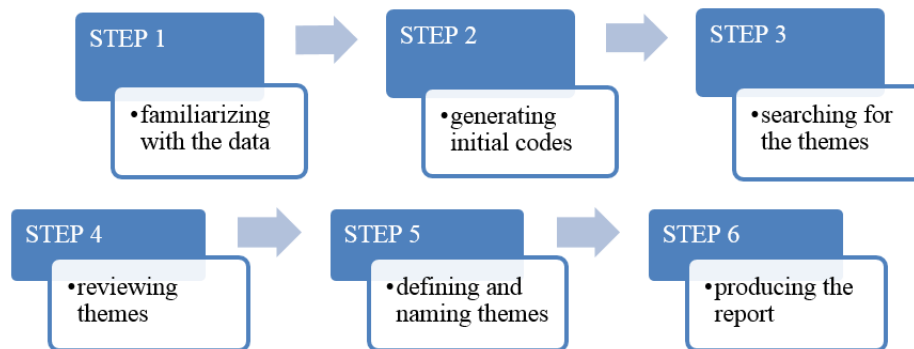 STEP 1
•familiarizing
with the data
STEP 2
•generating
initial codes
STEP 3
•searching for
the themes
STEP 4
•reviewing
themes
STEP 5
•defining and
naming themes
STEP 6
•producing the
report